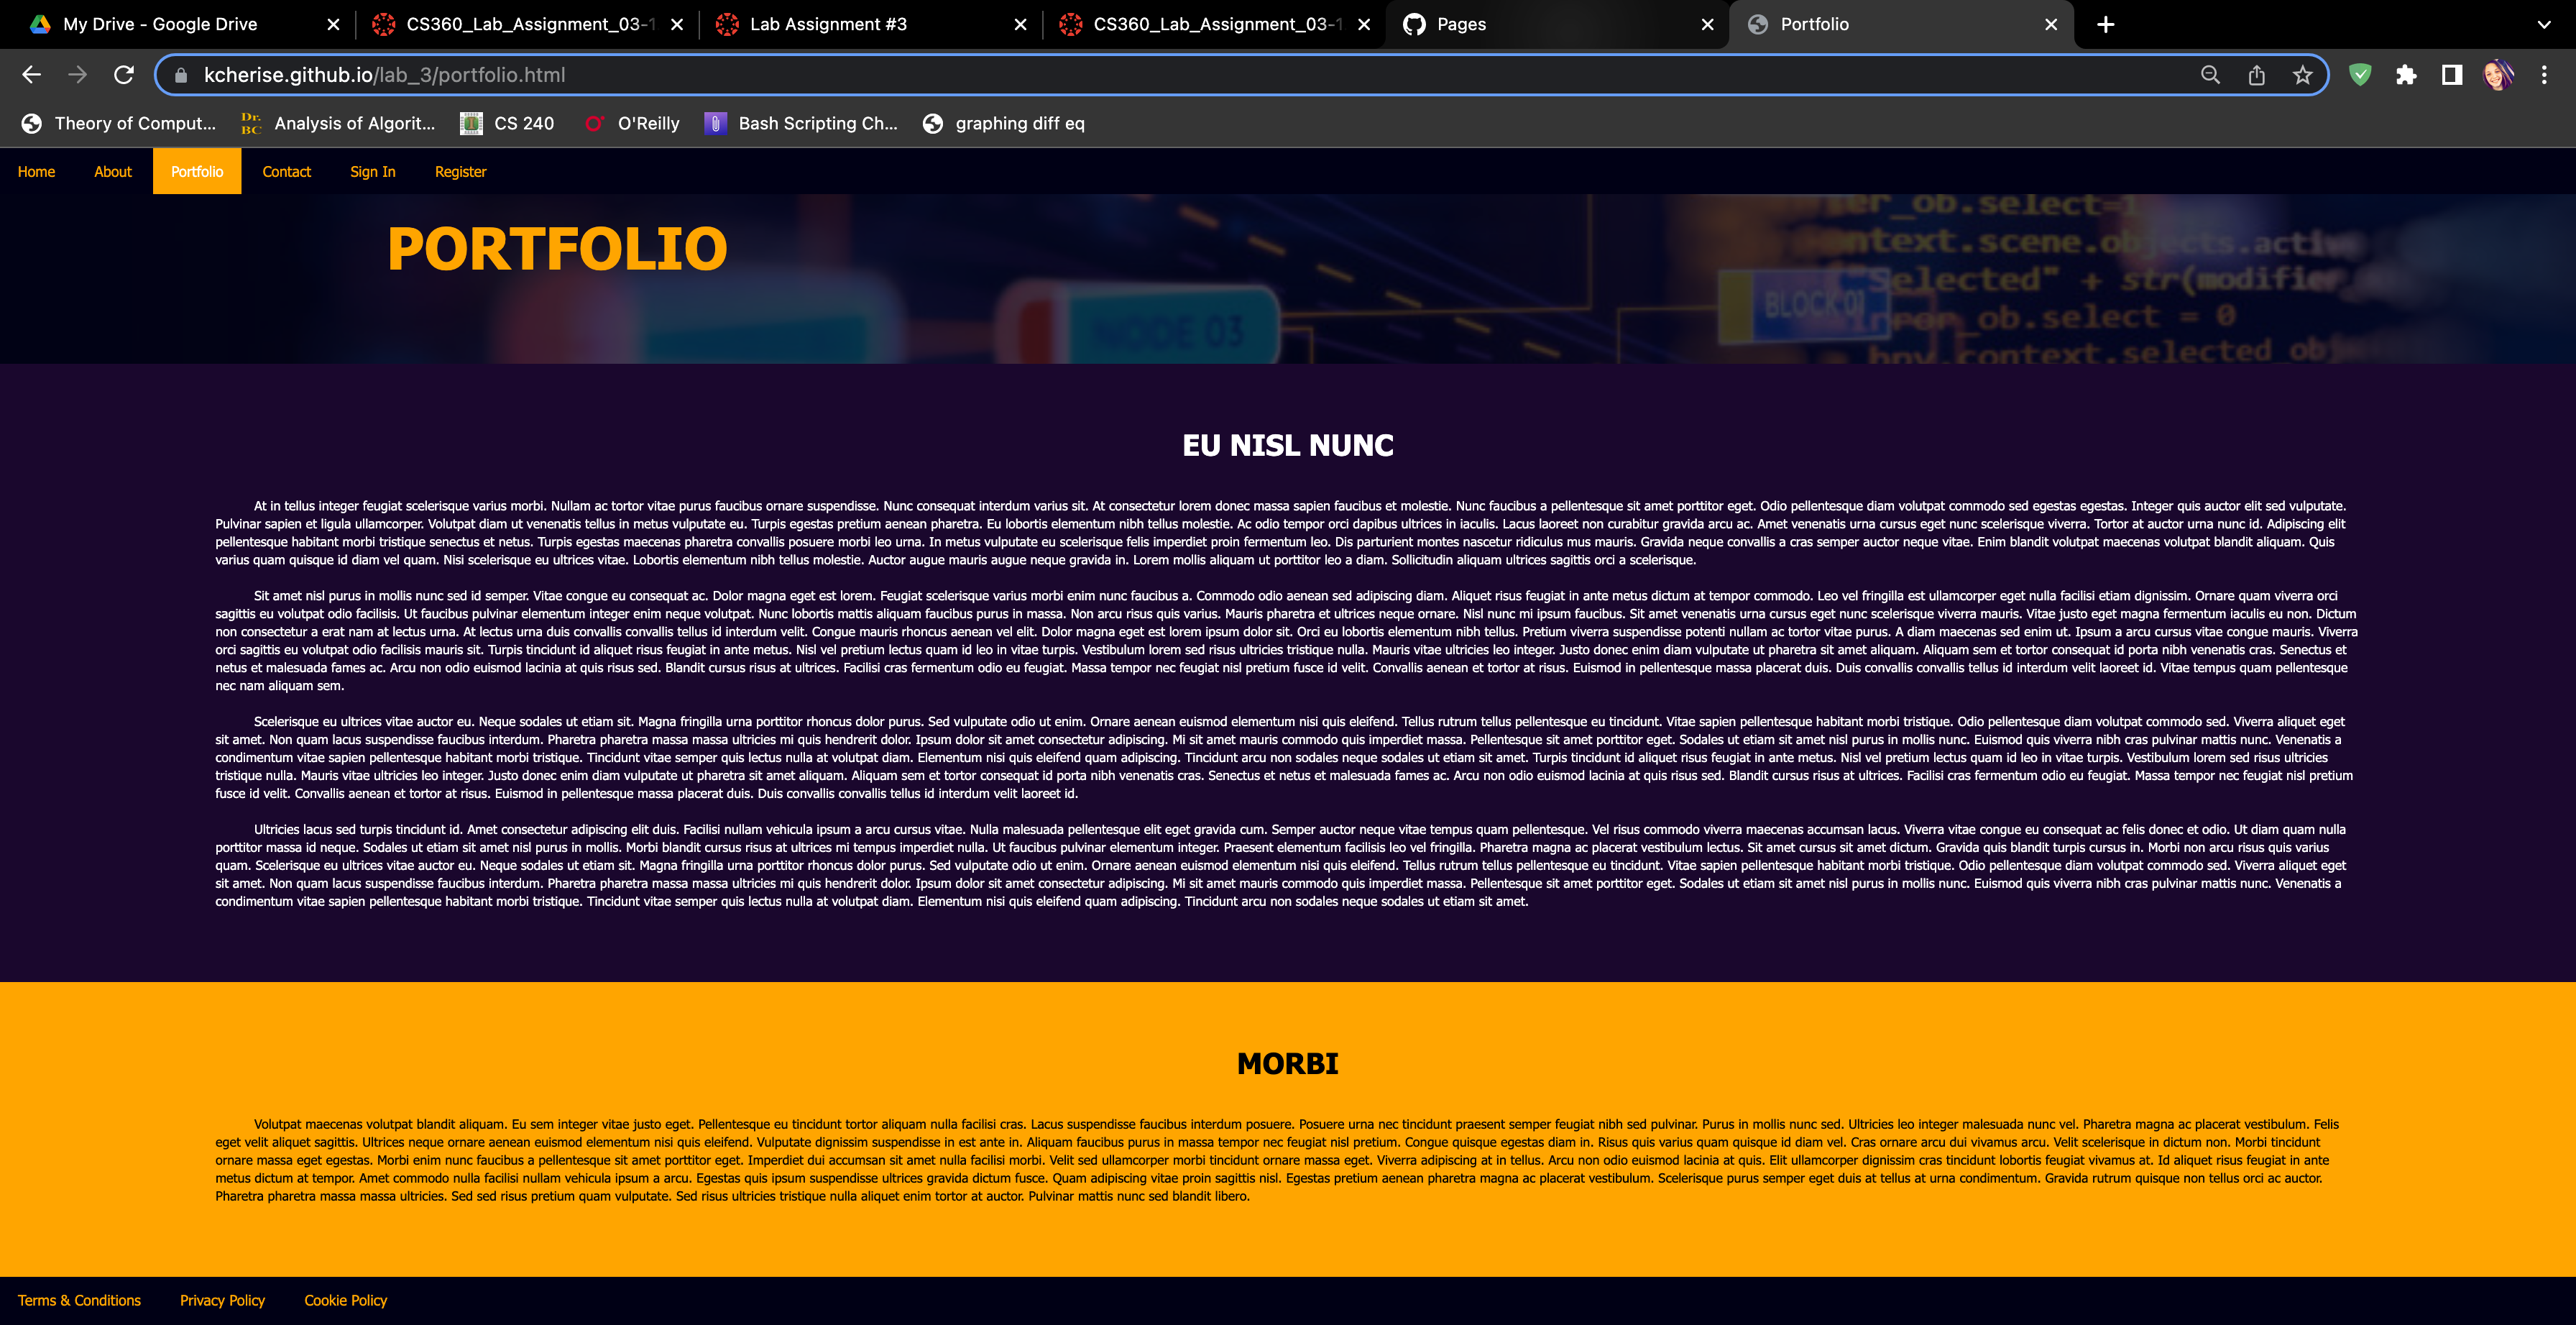 My Drive - Google Drive
CS360_Lab_Assignment_03-1
Lab Assignment #3
CS360_Lab_Assignment_03-1
Pages
Portfolio
kcherise.github.io/lab_3/portfolio.html
Theory of Comput...
Dr. BC
Analysis of Algorit...
CS 240
O'Reilly
Bash Scripting Ch...
graphing diff eq
Home
About
Portfolio
Contact
Sign In
Register
PORTFOLIO
er_ob.select=1
ntext.scene.objects.activ
"Selected" + str(modifier
BLOCK 01
NODE 03
rror_ob.select = 0
bpy.context.selected_obj
EU NISL NUNC
At in tellus integer feugiat scelerisque varius morbi. Nullam ac tortor vitae purus faucibus ornare suspendisse. Nunc consequat interdum varius sit. At consectetur lorem donec massa sapien faucibus et molestie. Nunc faucibus a pellentesque sit amet porttitor eget. Odio pellentesque diam volutpat commodo sed egestas egestas. Integer quis auctor elit sed vulputate.
Pulvinar sapien et ligula ullamcorper. Volutpat diam ut venenatis tellus in metus vulputate eu. Turpis egestas pretium aenean pharetra. Eu lobortis elementum nibh tellus molestie. Ac odio tempor orci dapibus ultrices in iaculis. Lacus laoreet non curabitur gravida arcu ac. Amet venenatis urna cursus eget nunc scelerisque viverra. Tortor at auctor urna nunc id. Adipiscing elit
pellentesque habitant morbi tristique senectus et netus. Turpis egestas maecenas pharetra convallis posuere morbi leo urna. In metus vulputate eu scelerisque felis imperdiet proin fermentum leo. Dis parturient montes nascetur ridiculus mus mauris. Gravida neque convallis a cras semper auctor neque vitae. Enim blandit volutpat maecenas volutpat blandit aliquam. Quis
varius quam quisque id diam vel quam. Nisi scelerisque eu ultrices vitae. Lobortis elementum nibh tellus molestie. Auctor augue mauris augue neque gravida in. Lorem mollis aliquam ut porttitor leo a diam. Sollicitudin aliquam ultrices sagittis orci a scelerisque.
Sit amet nisl purus in mollis nunc sed id semper. Vitae congue eu consequat ac. Dolor magna eget est lorem. Feugiat scelerisque varius morbi enim nunc faucibus a. Commodo odio aenean sed adipiscing diam. Aliquet risus feugiat in ante metus dictum at tempor commodo. Leo vel fringilla est ullamcorper eget nulla facilisi etiam dignissim. Ornare quam viverra orci
sagittis eu volutpat odio facilisis. Ut faucibus pulvinar elementum integer enim neque volutpat. Nunc lobortis mattis aliquam faucibus purus in massa. Non arcu risus quis varius. Mauris pharetra et ultrices neque ornare. Nisl nunc mi ipsum faucibus. Sit amet venenatis urna cursus eget nunc scelerisque viverra mauris. Vitae justo eget magna fermentum iaculis eu non. Dictum
non consectetur a erat nam at lectus urna. At lectus urna duis convallis convallis tellus id interdum velit. Congue mauris rhoncus aenean vel elit. Dolor magna eget est lorem ipsum dolor sit. Orci eu lobortis elementum nibh tellus. Pretium viverra suspendisse potenti nullam ac tortor vitae purus. A diam maecenas sed enim ut. Ipsum a arcu cursus vitae congue mauris. Viverra
orci sagittis eu volutpat odio facilisis mauris sit. Turpis tincidunt id aliquet risus feugiat in ante metus. Nisl vel pretium lectus quam id leo in vitae turpis. Vestibulum lorem sed risus ultricies tristique nulla. Mauris vitae ultricies leo integer. Justo donec enim diam vulputate ut pharetra sit amet aliquam. Aliquam sem et tortor consequat id porta nibh venenatis cras. Senectus et
netus et malesuada fames ac. Arcu non odio euismod lacinia at quis risus sed. Blandit cursus risus at ultrices. Facilisi cras fermentum odio eu feugiat. Massa tempor nec feugiat nisl pretium fusce id velit. Convallis aenean et tortor at risus. Euismod in pellentesque massa placerat duis. Duis convallis convallis tellus id interdum velit laoreet id. Vitae tempus quam pellentesque
nec nam aliquam sem.
Scelerisque eu ultrices vitae auctor eu. Neque sodales ut etiam sit. Magna fringilla urna porttitor rhoncus dolor purus. Sed vulputate odio ut enim. Ornare aenean euismod elementum nisi quis eleifend. Tellus rutrum tellus pellentesque eu tincidunt. Vitae sapien pellentesque habitant morbi tristique. Odio pellentesque diam volutpat commodo sed. Viverra aliquet eget
sit amet. Non quam lacus suspendisse faucibus interdum. Pharetra pharetra massa massa ultricies mi quis hendrerit dolor. Ipsum dolor sit amet consectetur adipiscing. Mi sit amet mauris commodo quis imperdiet massa. Pellentesque sit amet porttitor eget. Sodales ut etiam sit amet nisl purus in mollis nunc. Euismod quis viverra nibh cras pulvinar mattis nunc. Venenatis a
condimentum vitae sapien pellentesque habitant morbi tristique. Tincidunt vitae semper quis lectus nulla at volutpat diam. Elementum nisi quis eleifend quam adipiscing. Tincidunt arcu non sodales neque sodales ut etiam sit amet. Turpis tincidunt id aliquet risus feugiat in ante metus. Nisl vel pretium lectus quam id leo in vitae turpis. Vestibulum lorem sed risus ultricies
tristique nulla. Mauris vitae ultricies leo integer. Justo donec enim diam vulputate ut pharetra sit amet aliquam. Aliquam sem et tortor consequat id porta nibh venenatis cras. Senectus et netus et malesuada fames ac. Arcu non odio euismod lacinia at quis risus sed. Blandit cursus risus at ultrices. Facilisi cras fermentum odio eu feugiat. Massa tempor nec feugiat nisl pretium
fusce id velit. Convallis aenean et tortor at risus. Euismod in pellentesque massa placerat duis. Duis convallis convallis tellus id interdum velit laoreet id.
Ultricies lacus sed turpis tincidunt id. Amet consectetur adipiscing elit duis. Facilisi nullam vehicula ipsum a arcu cursus vitae. Nulla malesuada pellentesque elit eget gravida cum. Semper auctor neque vitae tempus quam pellentesque. Vel risus commodo viverra maecenas accumsan lacus. Viverra vitae congue eu consequat ac felis donec et odio. Ut diam quam nulla
porttitor massa id neque. Sodales ut etiam sit amet nisl purus in mollis. Morbi blandit cursus risus at ultrices mi tempus imperdiet nulla. Ut faucibus pulvinar elementum integer. Praesent elementum facilisis leo vel fringilla. Pharetra magna ac placerat vestibulum lectus. Sit amet cursus sit amet dictum. Gravida quis blandit turpis cursus in. Morbi non arcu risus quis varius
quam. Scelerisque eu ultrices vitae auctor eu. Neque sodales ut etiam sit. Magna fringilla urna porttitor rhoncus dolor purus. Sed vulputate odio ut enim. Ornare aenean euismod elementum nisi quis eleifend. Tellus rutrum tellus pellentesque eu tincidunt. Vitae sapien pellentesque habitant morbi tristique. Odio pellentesque diam volutpat commodo sed. Viverra aliquet eget
sit amet. Non quam lacus suspendisse faucibus interdum. Pharetra pharetra massa massa ultricies mi quis hendrerit dolor. Ipsum dolor sit amet consectetur adipiscing. Mi sit amet mauris commodo quis imperdiet massa. Pellentesque sit amet porttitor eget. Sodales ut etiam sit amet nisl purus in mollis nunc. Euismod quis viverra nibh cras pulvinar mattis nunc. Venenatis a
condimentum vitae sapien pellentesque habitant morbi tristique. Tincidunt vitae semper quis lectus nulla at volutpat diam. Elementum nisi quis eleifend quam adipiscing. Tincidunt arcu non sodales neque sodales ut etiam sit amet.
MORBI
Volutpat maecenas volutpat blandit aliquam. Eu sem integer vitae justo eget. Pellentesque eu tincidunt tortor aliquam nulla facilisi cras. Lacus suspendisse faucibus interdum posuere. Posuere urna nec tincidunt praesent semper feugiat nibh sed pulvinar. Purus in mollis nunc sed. Ultricies leo integer malesuada nunc vel. Pharetra magna ac placerat vestibulum. Felis
eget velit aliquet sagittis. Ultrices neque ornare aenean euismod elementum nisi quis eleifend. Vulputate dignissim suspendisse in est ante in. Aliquam faucibus purus in massa tempor nec feugiat nisl pretium. Congue quisque egestas diam in. Risus quis varius quam quisque id diam vel. Cras ornare arcu dui vivamus arcu. Velit scelerisque in dictum non. Morbi tincidunt
ornare massa eget egestas. Morbi enim nunc faucibus a pellentesque sit amet porttitor eget. Imperdiet dui accumsan sit amet nulla facilisi morbi. Velit sed ullamcorper morbi tincidunt ornare massa eget. Viverra adipiscing at in tellus. Arcu non odio euismod lacinia at quis. Elit ullamcorper dignissim cras tincidunt lobortis feugiat vivamus at. Id aliquet risus feugiat in ante
metus dictum at tempor. Amet commodo nulla facilisi nullam vehicula ipsum a arcu. Egestas quis ipsum suspendisse ultrices gravida dictum fusce. Quam adipiscing vitae proin sagittis nisl. Egestas pretium aenean pharetra magna ac placerat vestibulum. Scelerisque purus semper eget duis at tellus at urna condimentum. Gravida rutrum quisque non tellus orci ac auctor.
Pharetra pharetra massa massa ultricies. Sed sed risus pretium quam vulputate. Sed risus ultricies tristique nulla aliquet enim tortor at auctor. Pulvinar mattis nunc sed blandit libero.
Terms & Conditions
Privacy Policy
Cookie Policy